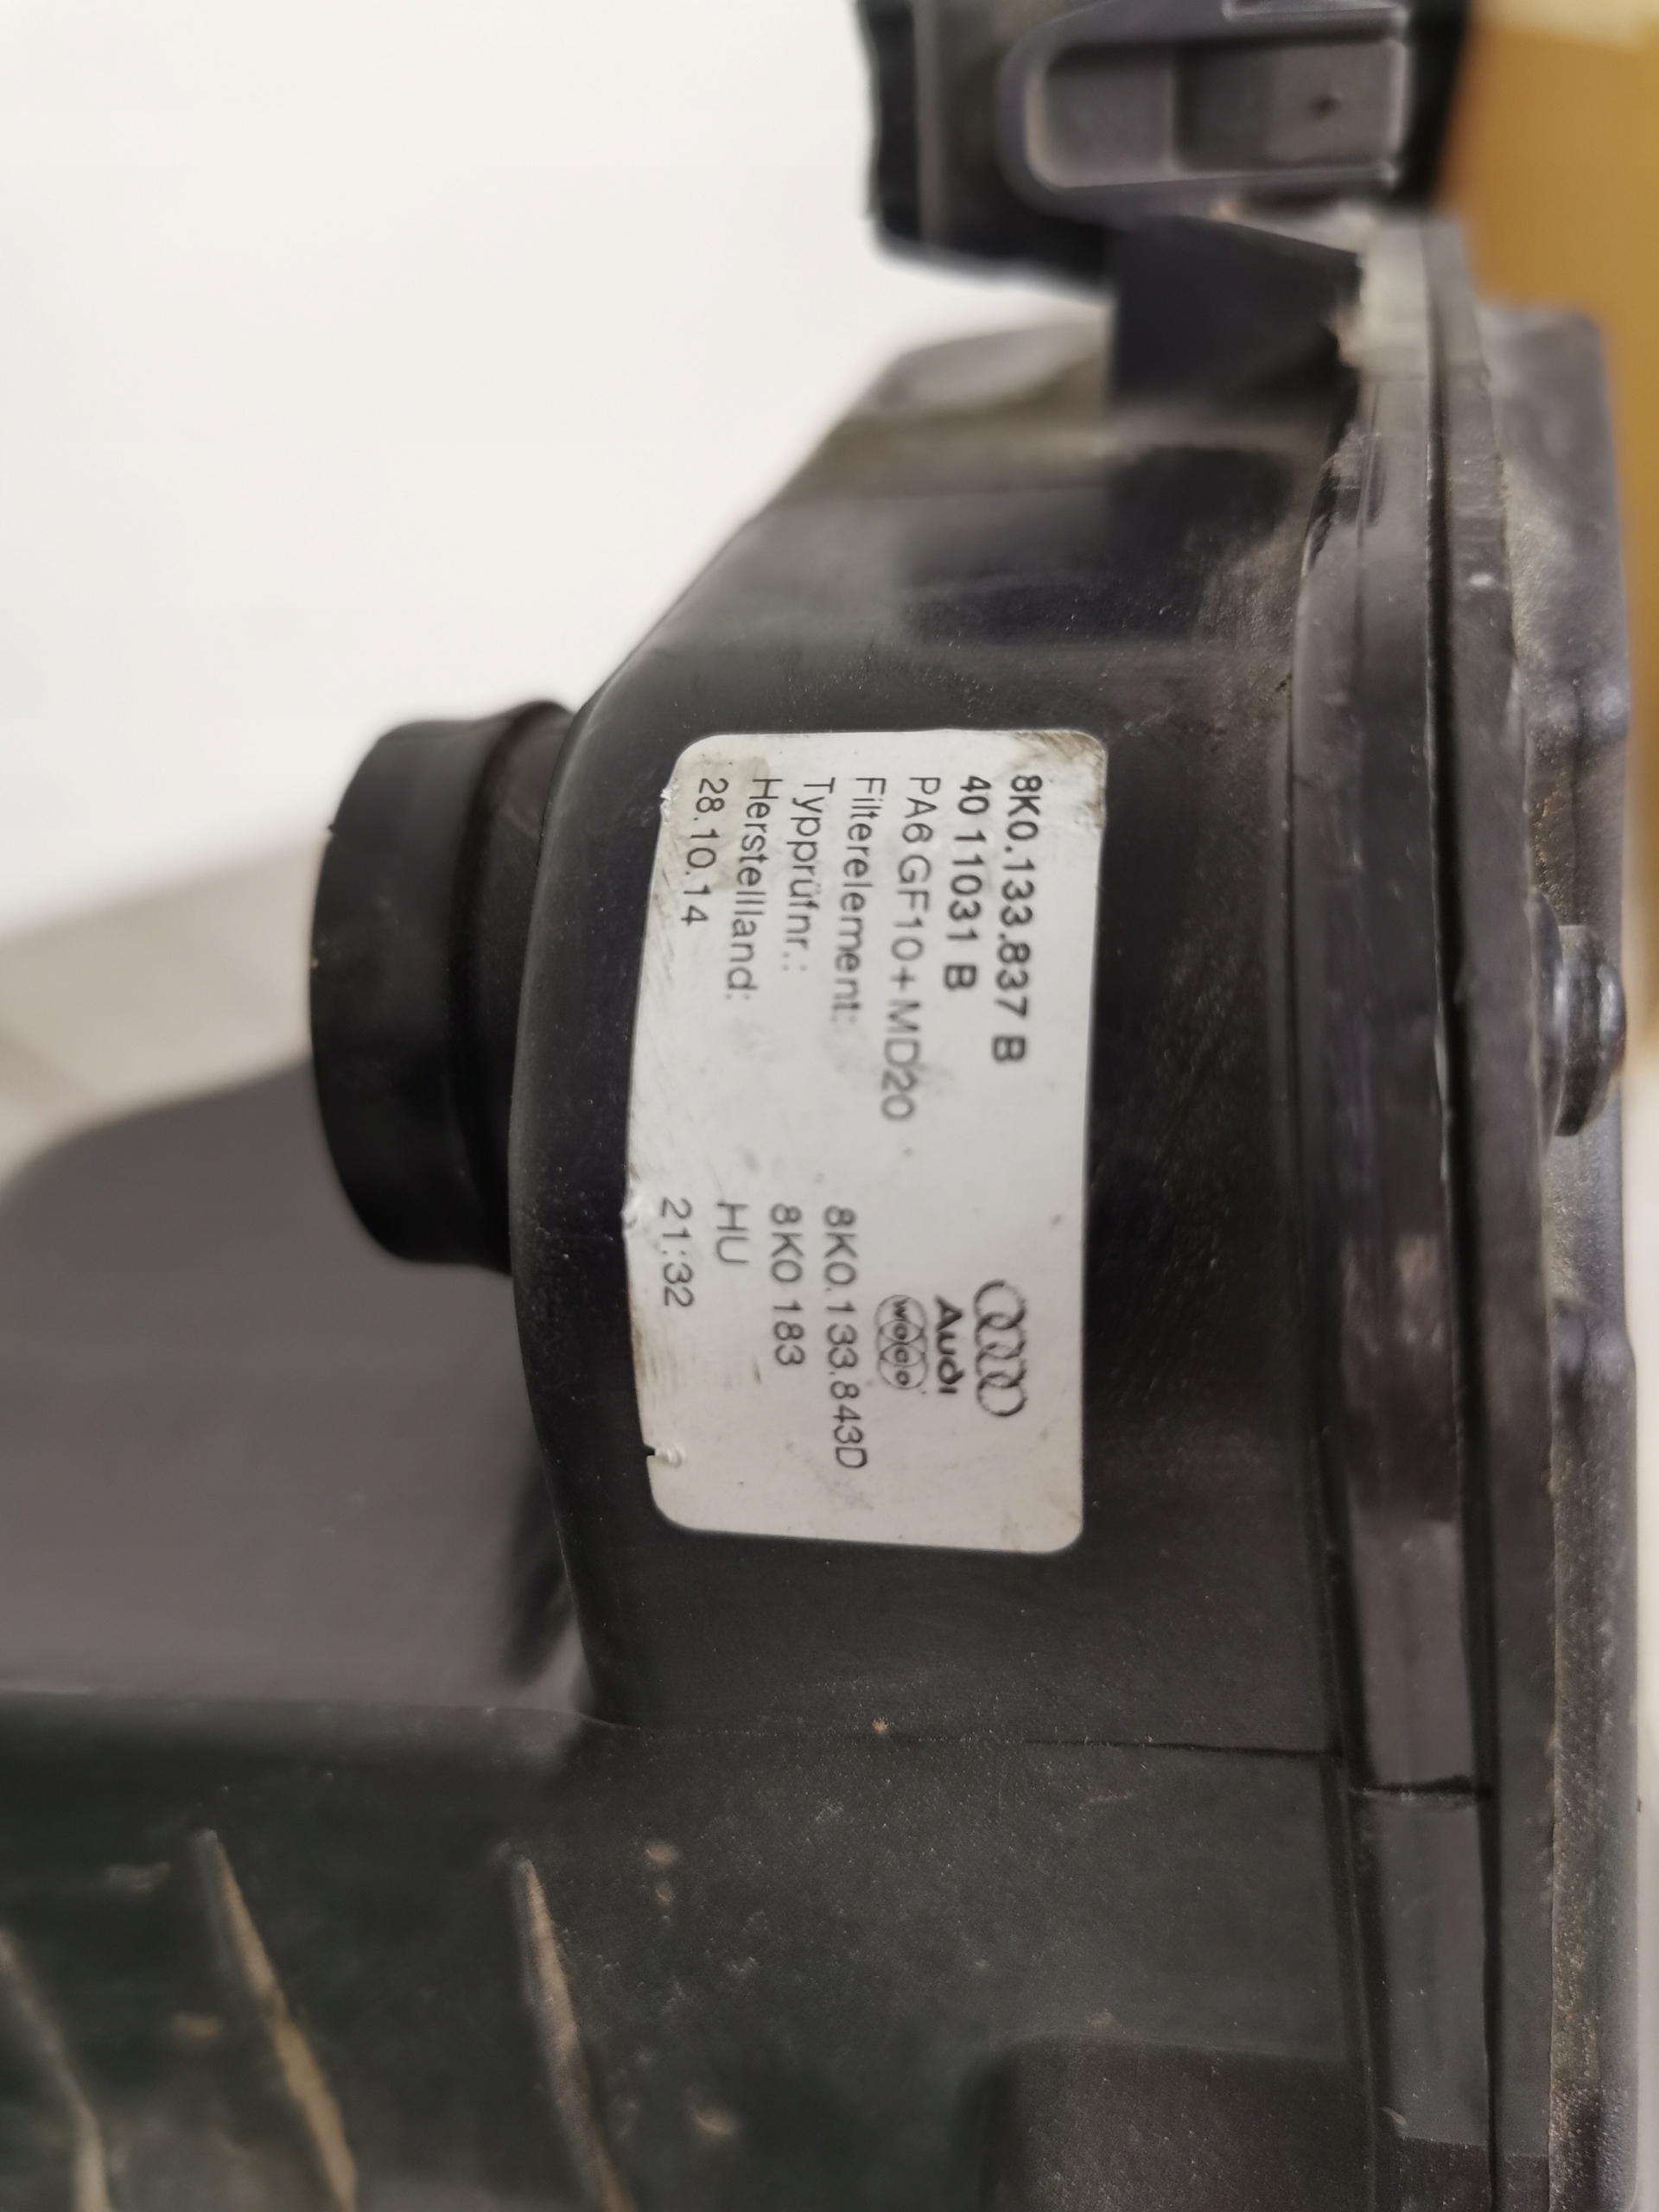 8K0.133.837 B
40 11031 B
Audi
PA6 GF10+MD20
woco
Filterelement: 8K0.133.843D
Typprüfnr.: 8K0 183
Herstellland: HU
28.10.14 21:32